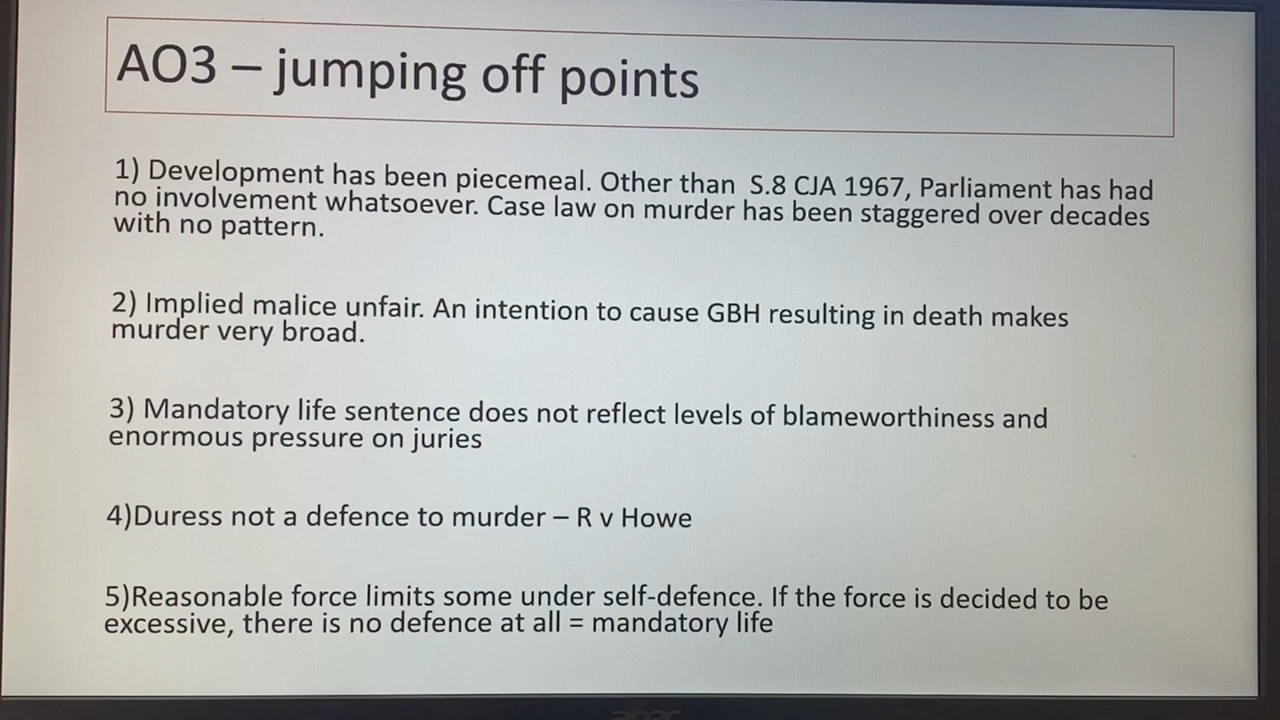 AO3 – jumping off points
1) Development has been piecemeal. Other than S.8 CJA 1967, Parliament has had
no involvement whatsoever. Case law on murder has been staggered over decades
with no pattern.
2) Implied malice unfair. An intention to cause GBH resulting in death makes
murder very broad.
3) Mandatory life sentence does not reflect levels of blameworthiness and
enormous pressure on juries
4)Duress not a defence to murder – R v Howe
5)Reasonable force limits some under self-defence. If the force is decided to be
excessive, there is no defence at all = mandatory life
acer